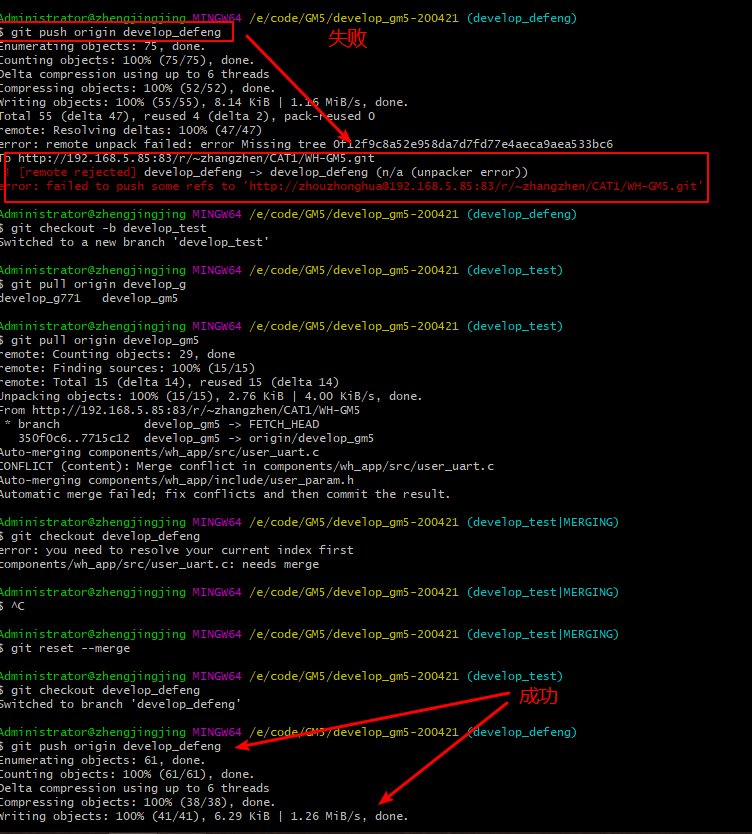 Administrator@zhengjingjing MINGW64 /e/code/GM5/develop_gm5-200421 (develop_defeng)
$ git push origin develop_defeng
失败
Enumerating objects: 75, done.
Counting objects: 100% (75/75), done.
Delta compression using up to 6 threads
Compressing objects: 100% (52/52), done.
Writing objects: 100% (55/55), 8.14 KiB | 1.16 MiB/s, done.
Total 55 (delta 47), reused 4 (delta 2), pack-reused 0
remote: Resolving deltas: 100% (47/47)
error: remote unpack failed: error Missing tree 0f12f9c8a52e958da7d7fd77e4aeca9aea533bc6
To http://192.168.5.85:83/r/~zhangzhen/CAT1/WH-GM5.git
! [remote rejected] develop_defeng -> develop_defeng (n/a (unpacker error))
error: failed to push some refs to 'http://zhouzhonghua@192.168.5.85:83/r/~zhangzhen/CAT1/WH-GM5.git'
Administrator@zhengjingjing MINGW64 /e/code/GM5/develop_gm5-200421 (develop_defeng)
$ git checkout -b develop_test
Switched to a new branch 'develop_test'
Administrator@zhengjingjing MINGW64 /e/code/GM5/develop_gm5-200421 (develop_test)
$ git pull origin develop_g
develop_g771 develop_gm5
Administrator@zhengjingjing MINGW64 /e/code/GM5/develop_gm5-200421 (develop_test)
$ git pull origin develop_gm5
remote: Counting objects: 29, done
remote: Finding sources: 100% (15/15)
remote: Total 15 (delta 14), reused 15 (delta 14)
Unpacking objects: 100% (15/15), 2.76 KiB | 4.00 KiB/s, done.
From http://192.168.5.85:83/r/~zhangzhen/CAT1/WH-GM5
* branch develop_gm5 -> FETCH_HEAD
350f0c6..7715c12 develop_gm5 -> origin/develop_gm5
Auto-merging components/wh_app/src/user_uart.c
CONFLICT (content): Merge conflict in components/wh_app/src/user_uart.c
Auto-merging components/wh_app/include/user_param.h
Automatic merge failed; fix conflicts and then commit the result.
Administrator@zhengjingjing MINGW64 /e/code/GM5/develop_gm5-200421 (develop_test|MERGING)
$ git checkout develop_defeng
error: you need to resolve your current index first
components/wh_app/src/user_uart.c: needs merge
Administrator@zhengjingjing MINGW64 /e/code/GM5/develop_gm5-200421 (develop_test|MERGING)
$ ^C
Administrator@zhengjingjing MINGW64 /e/code/GM5/develop_gm5-200421 (develop_test|MERGING)
$ git reset --merge
Administrator@zhengjingjing MINGW64 /e/code/GM5/develop_gm5-200421 (develop_test)
$ git checkout develop_defeng
成功
Switched to branch 'develop_defeng'
Administrator@zhengjingjing MINGW64 /e/code/GM5/develop_gm5-200421 (develop_defeng)
$ git push origin develop_defeng
Enumerating objects: 61, done.
Counting objects: 100% (61/61), done.
Delta compression using up to 6 threads
Compressing objects: 100% (38/38), done.
Writing objects: 100% (41/41), 6.29 KiB | 1.26 MiB/s, done.